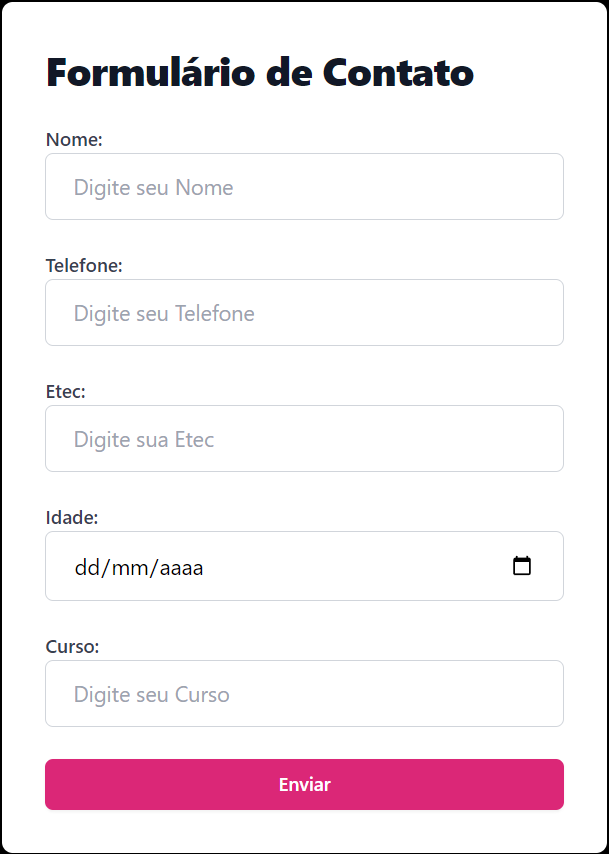 Formulário de Contato
Nome:
Digite seu Nome
Telefone:
Digite seu Telefone
Etec:
Digite sua Etec
Idade:
dd/mm/aaaa
Curso:
Digite seu Curso
Enviar